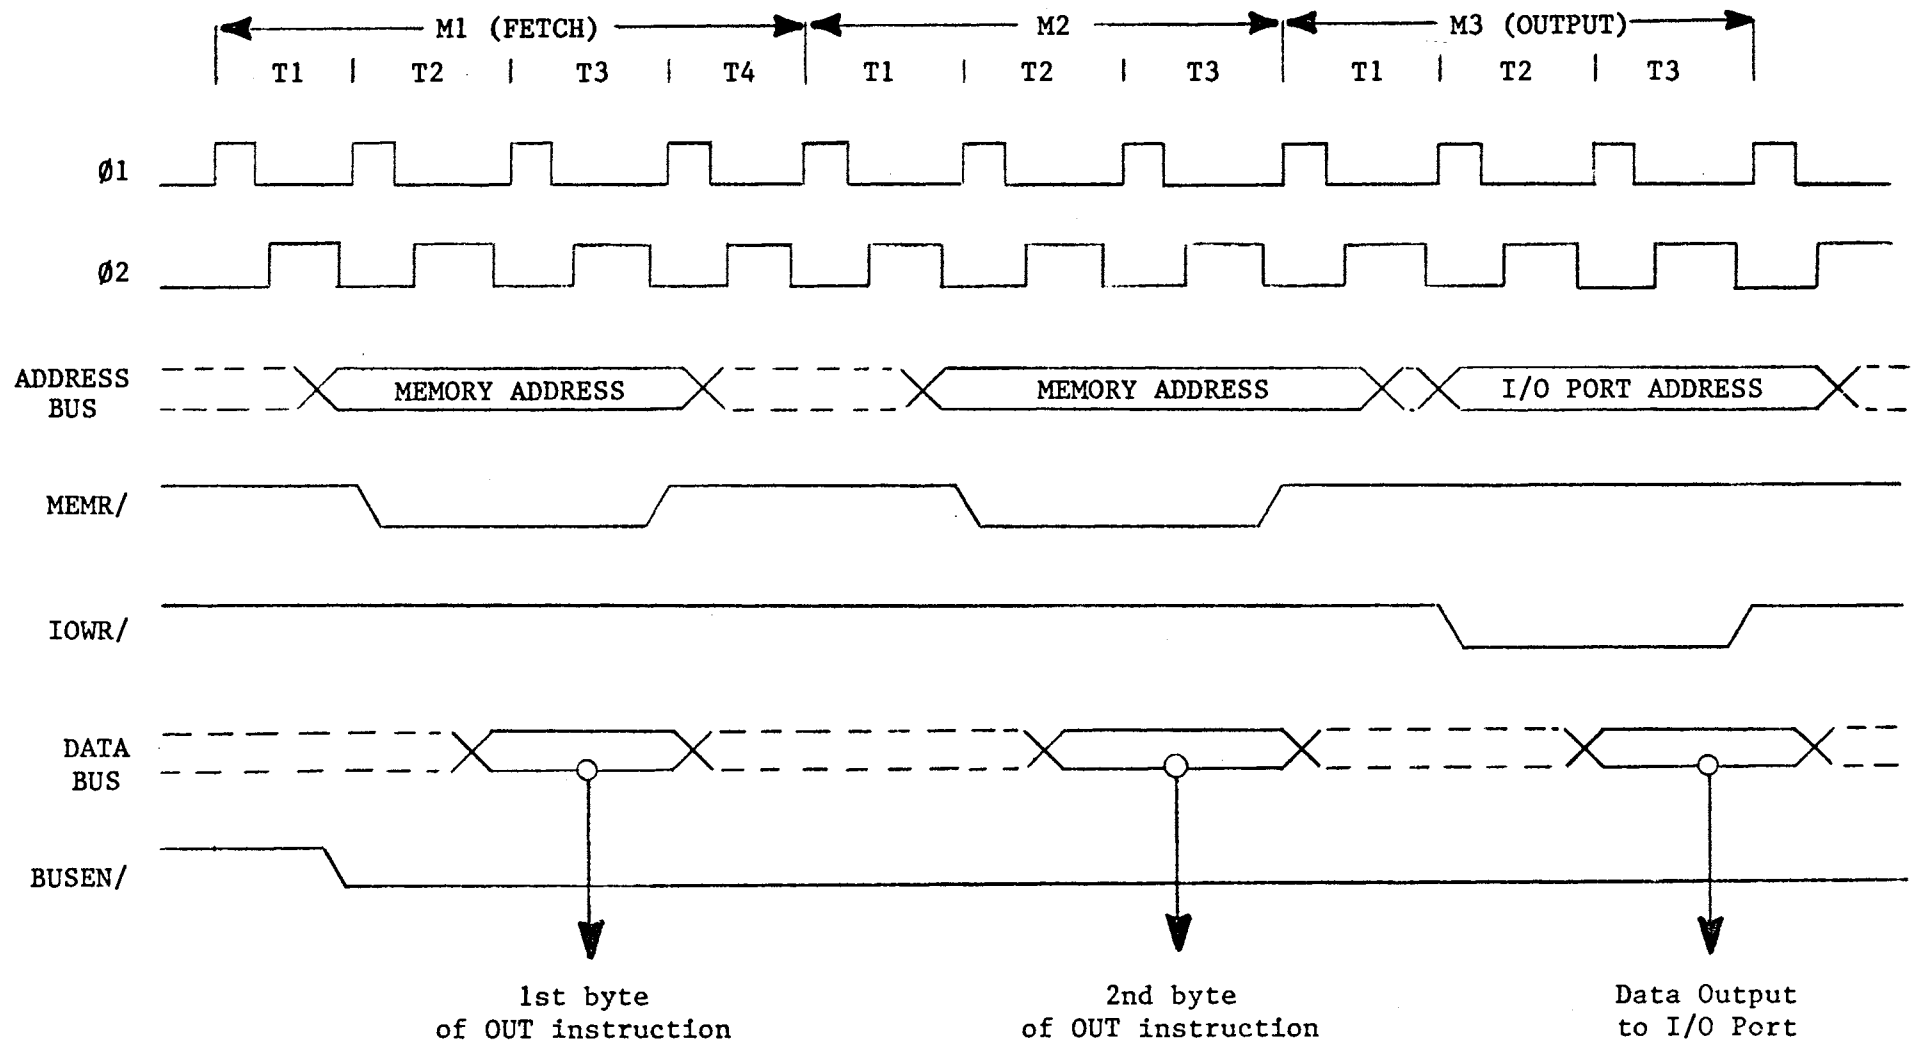 M1 (FETCH) M2 M3 (OUTPUT)
T1 T2 T3 T4 T1 T2 T3 T1 T2 T3
Ø1
Ø2
ADDRESS
BUS
MEMORY ADDRESS MEMORY ADDRESS I/O PORT ADDRESS
MEMR/
IOWR/
DATA
BUS
BUSEN/
1st byte
of OUT instruction
2nd byte
of OUT instruction
Data Output
to I/O Port